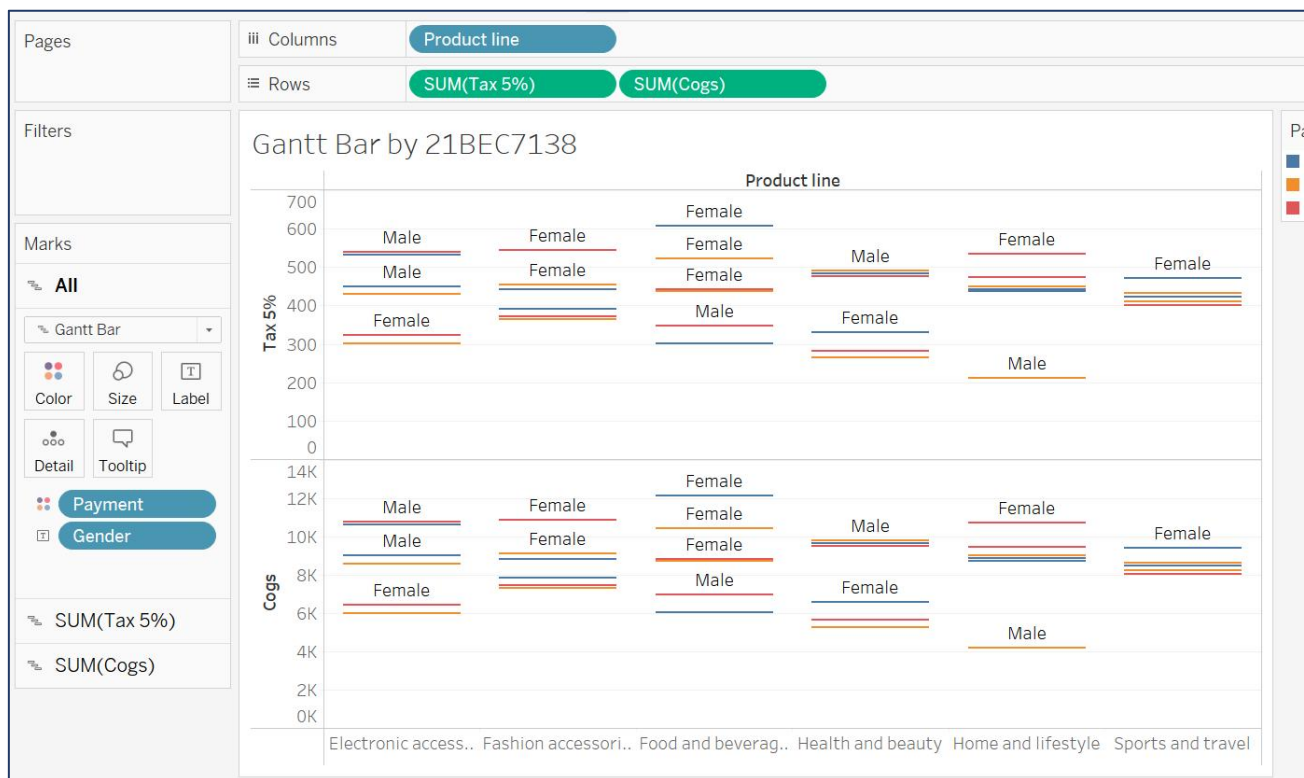 Pages
iii Columns
Product line
Rows
SUM(Tax 5%)
SUM(Cogs)
Filters
Marks
All
Gantt Bar
Color
Size
Label
Detail
Tooltip
Payment
Gender
SUM(Tax 5%)
SUM(Cogs)
Gantt Bar by 21BEC7138
Product line
Tax 5%
700
600
500
400
300
200
100
0
Male
Male
Female
Female
Female
Female
Female
Female
Male
Male
Female
Female
Male
Female
Cogs
14K
12K
10K
8K
6K
4K
2K
0K
Male
Male
Female
Female
Female
Female
Female
Female
Male
Male
Female
Female
Male
Female
Electronic access.. Fashion accessori.. Food and beverag.. Health and beauty Home and lifestyle Sports and travel
Pa